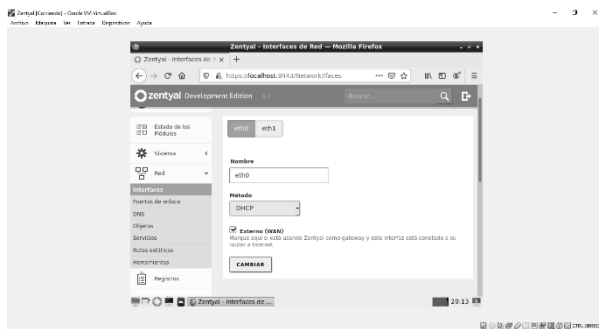 Zentyal [Corriendo] - Oracle VM VirtualBox
Archivo Máquina Ver Entrada Dispositivos Ayuda
Zentyal - Interfaces de Red — Mozilla Firefox
Zentyal - Interfaces de
https://localhost:8443/Network/Ifaces
zentyal Development Edition
Buscar...
Estado de los
Módulos
eth0 eth1
Sistema
Nombre
Red
eth0
Interfaces
Método
Puertas de enlace
DHCP
DNS
Objetos
Externo (WAN)
Servicios
Marque aquí si está usando Zentyal como gateway y este interfaz está conectado a su
router a Internet
Rutas estáticas
Herramientas
CAMBIAR
Registros
Zentyal - Interfaces de ...
20:13
CTRL DERECHA